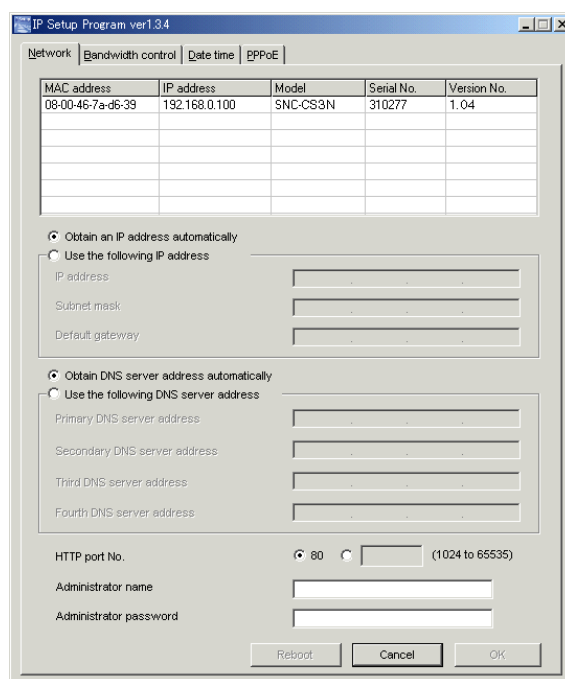 IP Setup Program ver1.3.4
Network Bandwidth control Date time PPPoE
MAC address IP address Model Serial No. Version No.
08-00-46-7a-d6-39 192.168.0.100 SNC-CS3N 310277 1.04
Obtain an IP address automatically
Use the following IP address
IP address
Subnet mask
Default gateway
Obtain DNS server address automatically
Use the following DNS server address
Primary DNS server address
Secondary DNS server address
Third DNS server address
Fourth DNS server address
HTTP port No. 80 (1024 to 65535)
Administrator name
Administrator password
Reboot Cancel OK